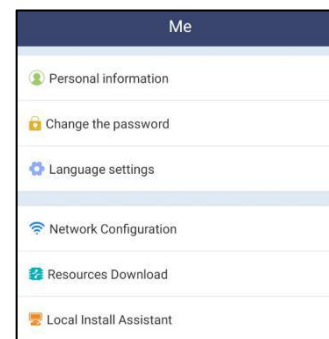 Me
Personal information
Change the password
Language settings
Network Configuration
Resources Download
Local Install Assistant